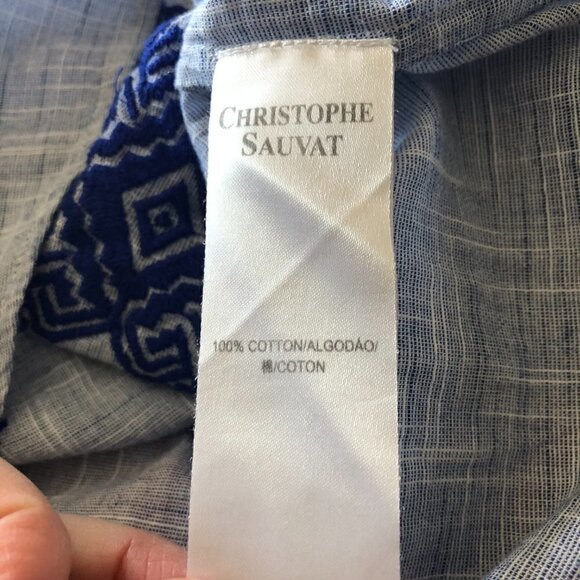 CHRISTOPHE
SAUVAT
100% COTTON/ALGODÃO/
棉/COTON